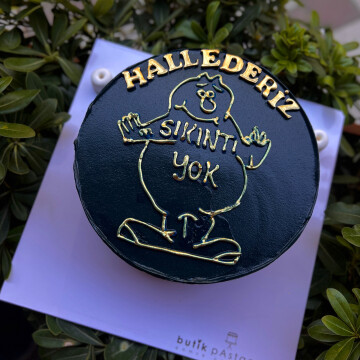 HALLEDERİZ
SIKINTI
YOK
butik pasta